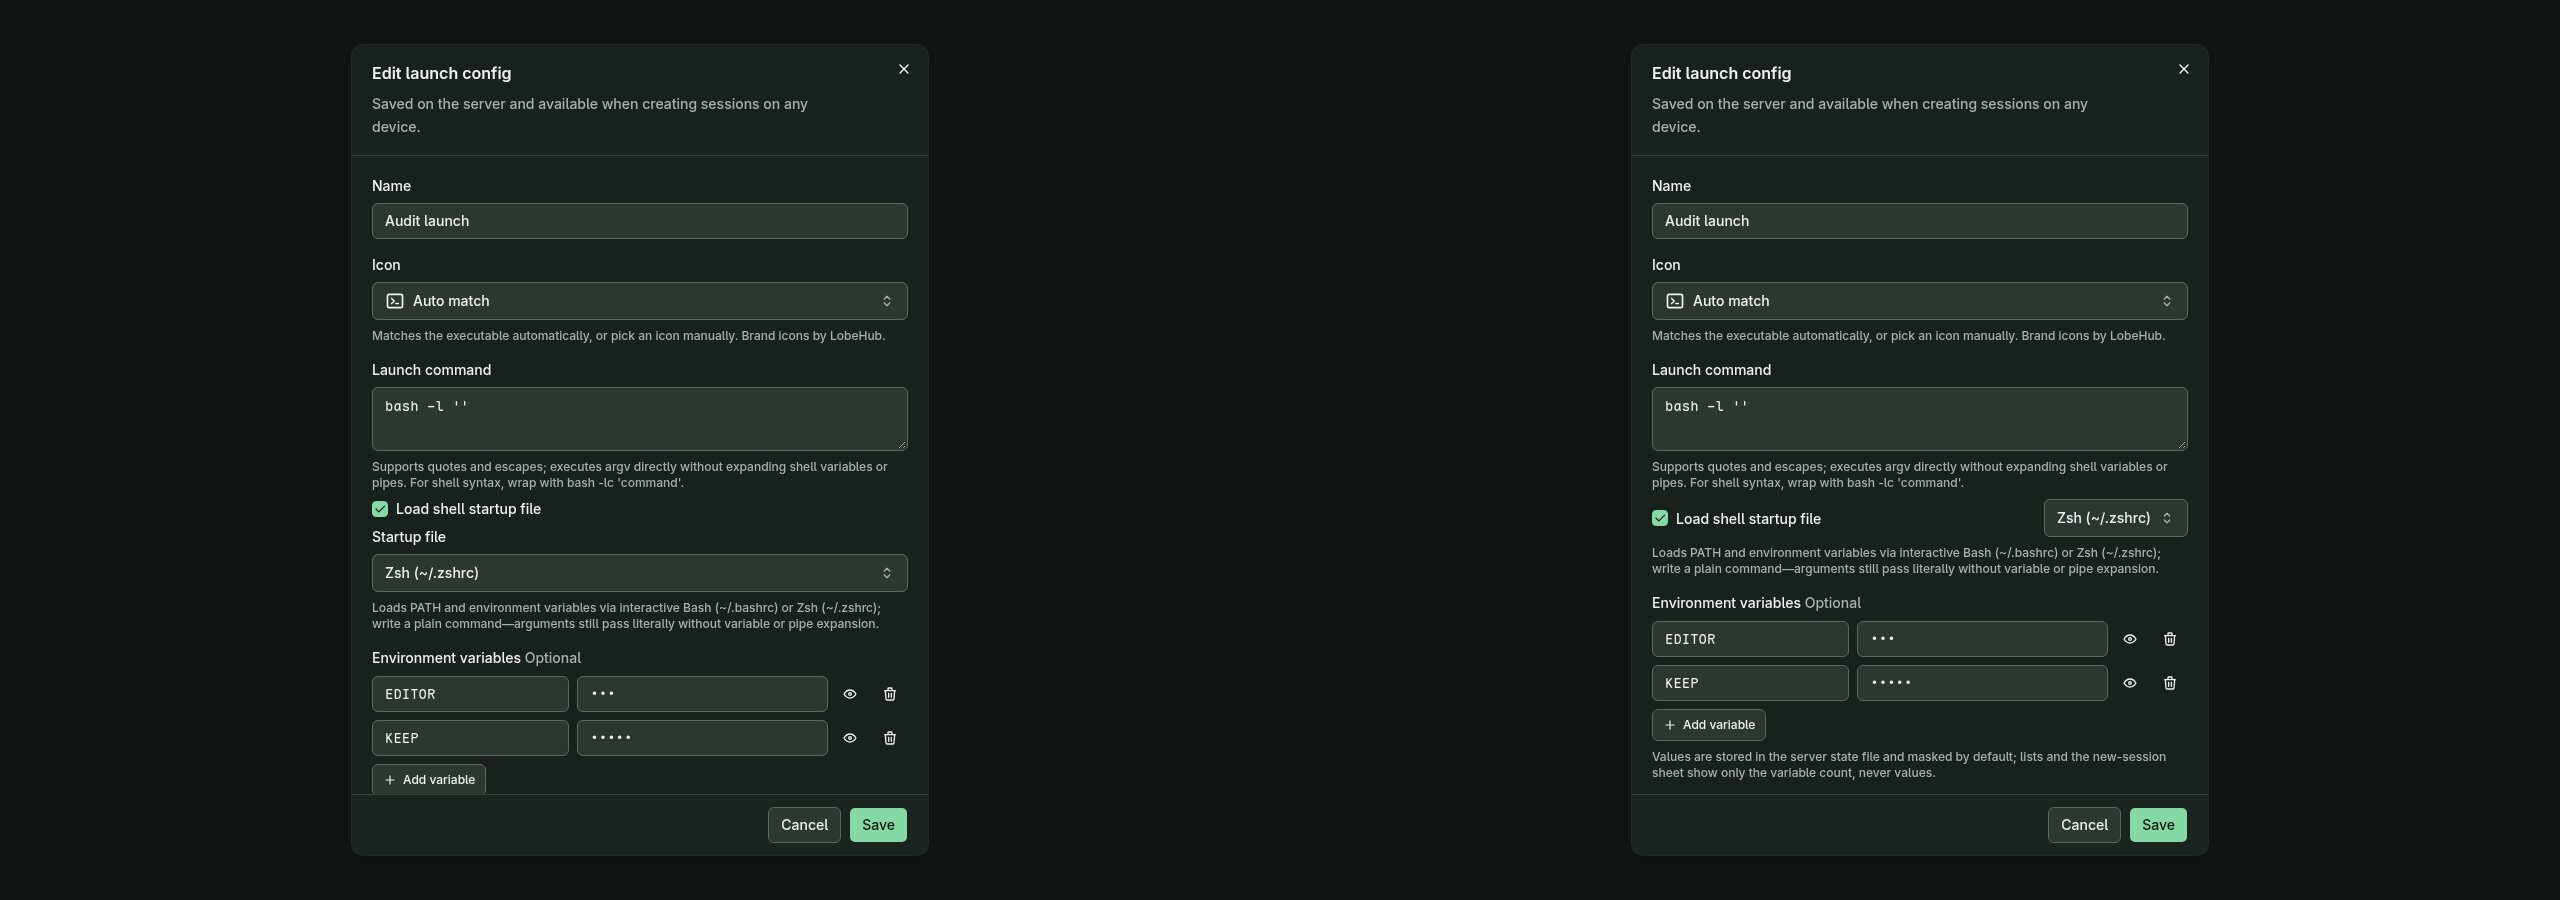 Edit launch config
Saved on the server and available when creating sessions on any
device.
Name
Audit launch
Icon
Auto match
Matches the executable automatically, or pick an icon manually. Brand icons by LobeHub.
Launch command
bash -l ''
Supports quotes and escapes; executes argv directly without expanding shell variables or
pipes. For shell syntax, wrap with bash -lc 'command'.
Load shell startup file
Startup file
Zsh (~/.zshrc)
Loads PATH and environment variables via interactive Bash (~/.bashrc) or Zsh (~/.zshrc);
write a plain command—arguments still pass literally without variable or pipe expansion.
Environment variables Optional
EDITOR •••
KEEP •••••
Add variable
Cancel Save
Edit launch config
Saved on the server and available when creating sessions on any
device.
Name
Audit launch
Icon
Auto match
Matches the executable automatically, or pick an icon manually. Brand icons by LobeHub.
Launch command
bash -l ''
Supports quotes and escapes; executes argv directly without expanding shell variables or
pipes. For shell syntax, wrap with bash -lc 'command'.
Load shell startup file Zsh (~/.zshrc)
Loads PATH and environment variables via interactive Bash (~/.bashrc) or Zsh (~/.zshrc);
write a plain command—arguments still pass literally without variable or pipe expansion.
Environment variables Optional
EDITOR •••
KEEP •••••
Add variable
Values are stored in the server state file and masked by default; lists and the new-session
sheet show only the variable count, never values.
Cancel Save